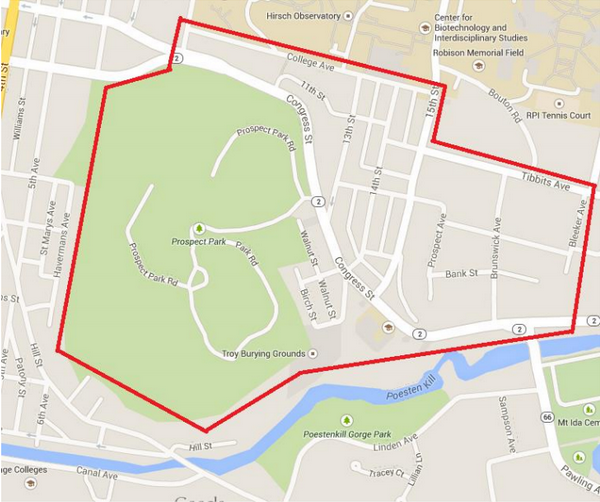 Hirsch Observatory
Center for
Biotechnology and
Interdisciplinary Studies
Robison Memorial Field
College Ave
2
4th St
11th St
Congress St
15th St
Bouton Rd
RPI Tennis Court
Williams St
13th St
Prospect Park Rd
5th Ave
14th St
Tibbits Ave
2
St Marys Ave
Havermans Ave
Prospect Park
Walnut St
Prospect Ave
Brunswick Ave
Bleeker Ave
Prospect Park Rd
Park Rd
Congress St
Bank St
Birch St
Walnut St
2
2
2
Hill St
Troy Burying Grounds
Patony St
6th Ave
Poesten Kill
Sampson Ave
66
Mt Ida Cem
Poestenkill Gorge Park
Linden Ave
Hill St
Canal Ave
Tracey Ct
Lillian Ln
Pawling A
age Colleges
Google